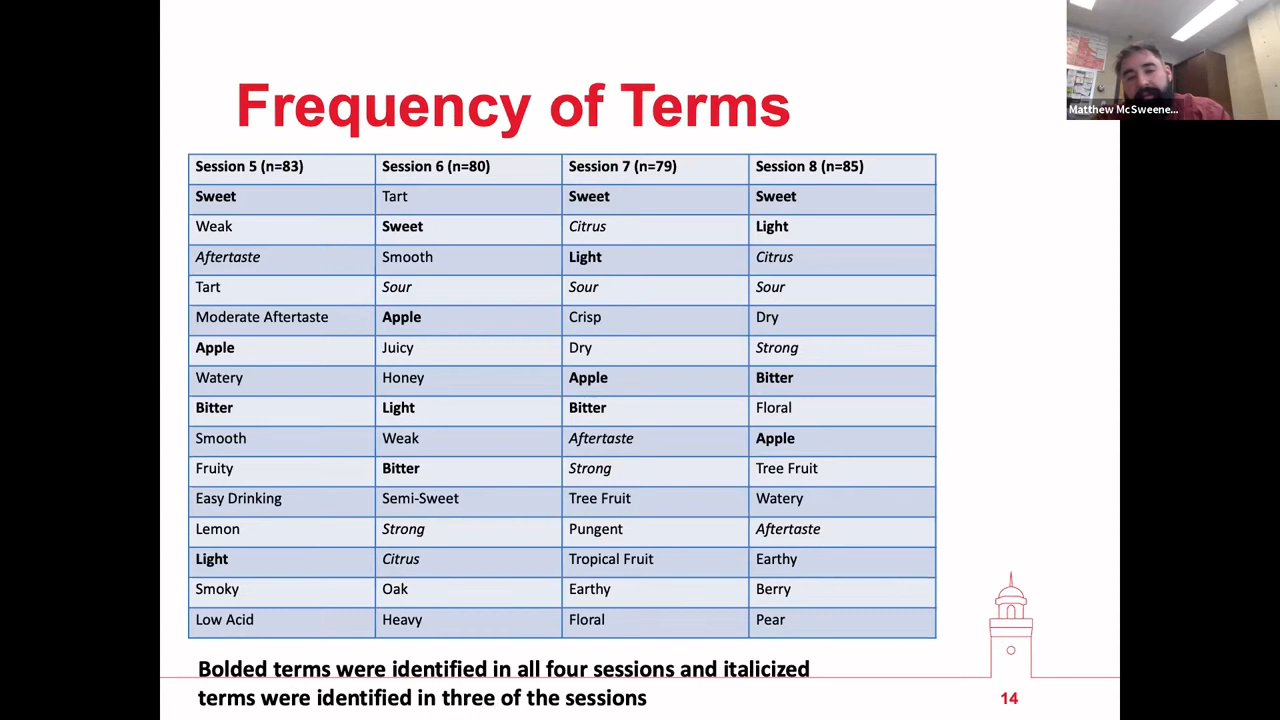 Matthew McSweene...
Frequency of Terms
Session 5 (n=83) Session 6 (n=80) Session 7 (n=79) Session 8 (n=85)
Sweet Tart Sweet Sweet
Weak Sweet Citrus Light
Aftertaste Smooth Light Citrus
Tart Sour Sour Sour
Moderate Aftertaste Apple Crisp Dry
Apple Juicy Dry Strong
Watery Honey Apple Bitter
Bitter Light Bitter Floral
Smooth Weak Aftertaste Apple
Fruity Bitter Strong Tree Fruit
Easy Drinking Semi-Sweet Tree Fruit Watery
Lemon Strong Pungent Aftertaste
Light Citrus Tropical Fruit Earthy
Smoky Oak Earthy Berry
Low Acid Heavy Floral Pear
Bolded terms were identified in all four sessions and italicized
terms were identified in three of the sessions
14